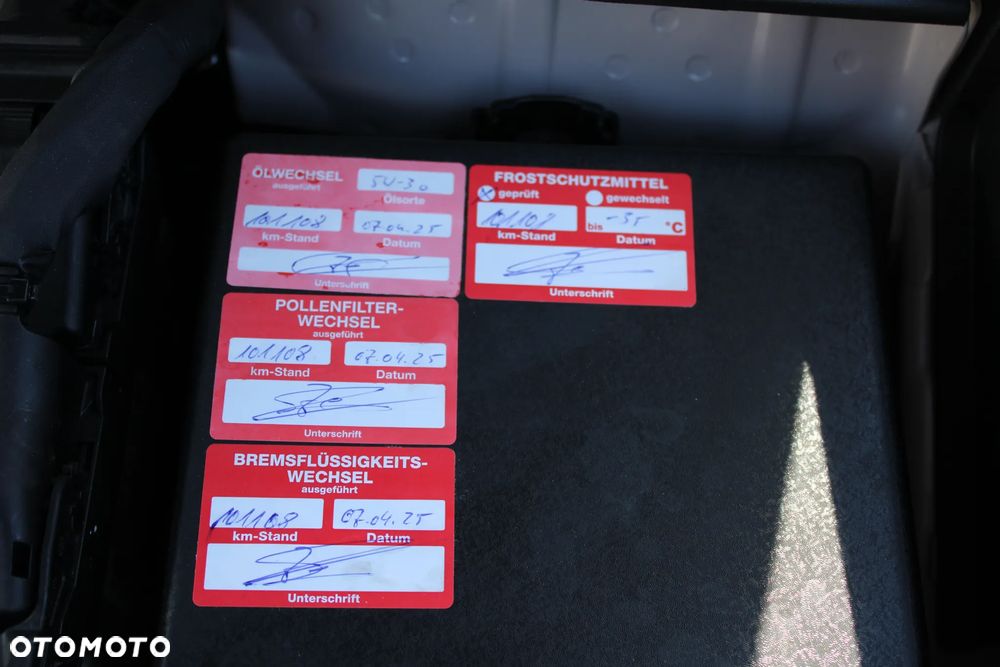 ÖLWECHSEL
ausgeführt
5W-30
Ölsorte
101108
07.04.25
km-Stand
Datum
Unterschrift
FROSTSCHUTZMITTEL
geprüft
gewechselt
101108
bis -35 °C
km-Stand
Datum
Unterschrift
POLLENFILTER-
WECHSEL
ausgeführt
101108
07.04.25
km-Stand
Datum
Unterschrift
BREMSFLÜSSIGKEITS-
WECHSEL
ausgeführt
101108
07.04.25
km-Stand
Datum
Unterschrift
OTOMOTO